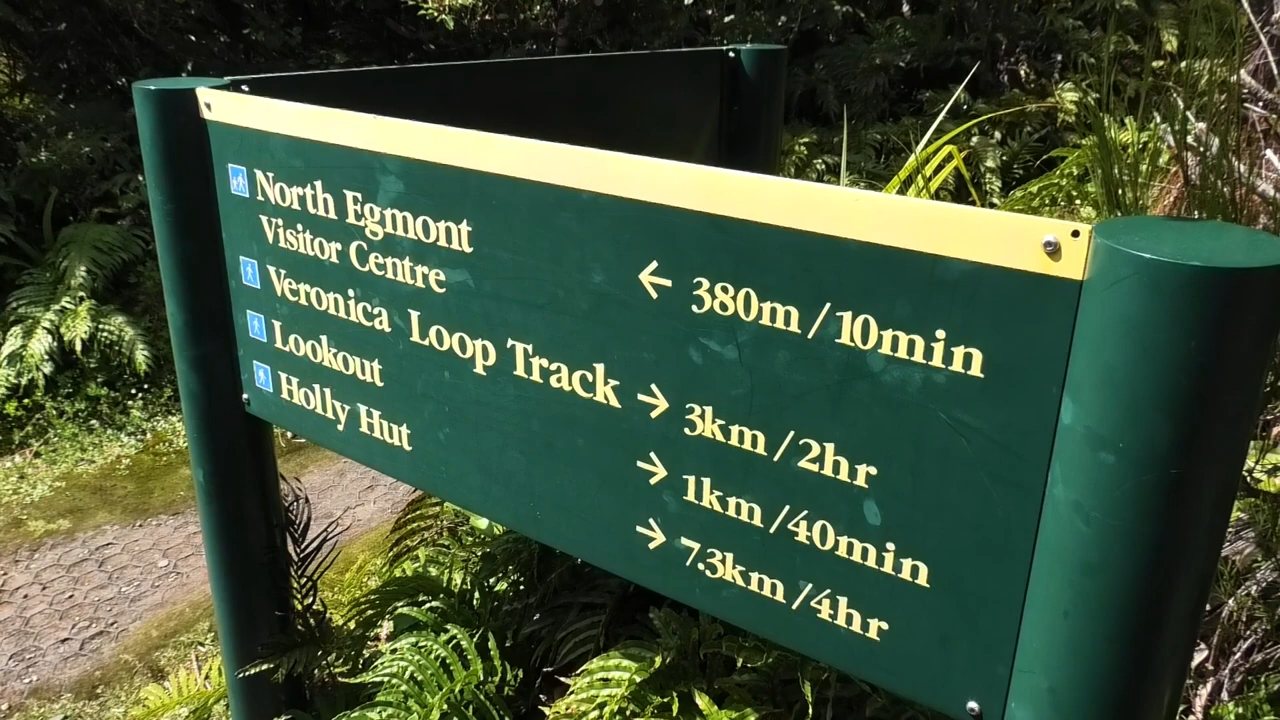 North Egmont
Visitor Centre ← 380m / 10min
Veronica Loop Track → 3km / 2hr
Lookout → 1km / 40min
Holly Hut → 7.3km / 4hr